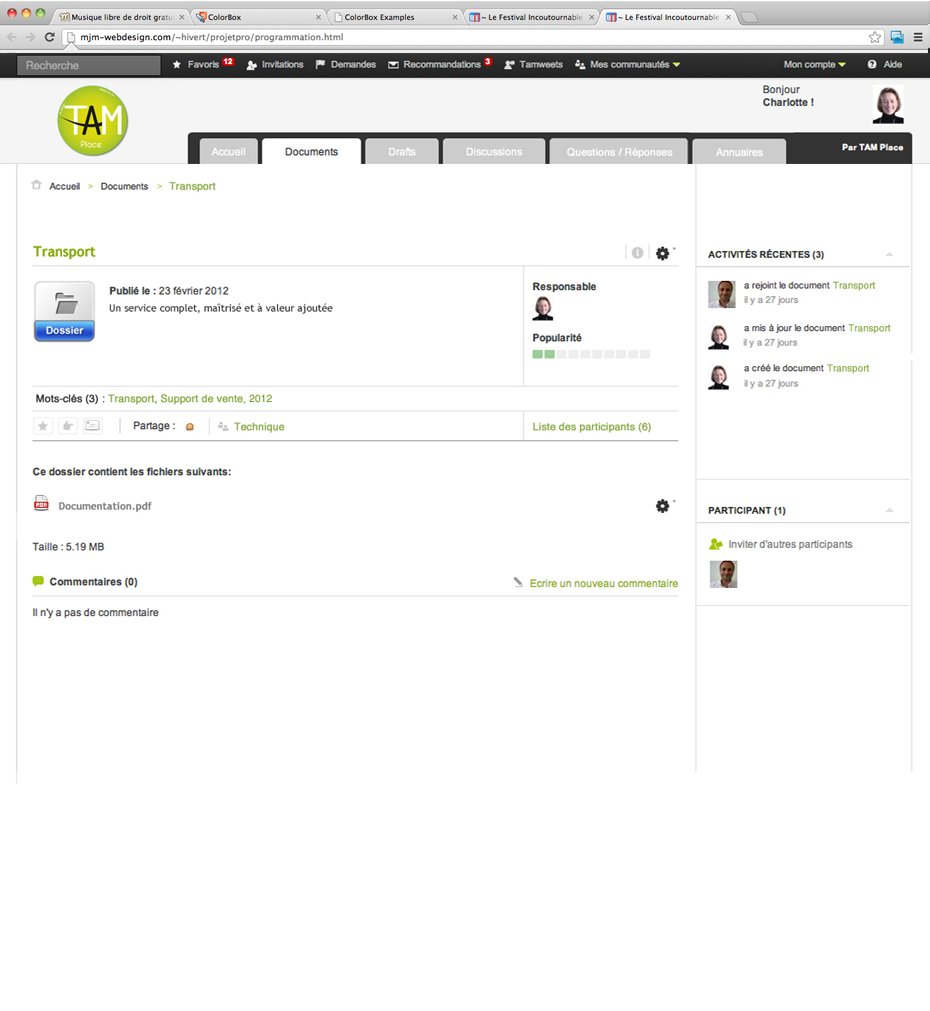 Musique libre de droit gratu
ColorBox
ColorBox Examples
~ Le Festival Incoutournable
~ Le Festival Incoutournable
mjm-webdesign.com/~hivert/projetpro/programmation.html
Recherche
Favoris 12
Invitations
Demandes
Recommandations 3
Tamweets
Mes communautés
Mon compte
Aide
TAM
Place
Bonjour
Charlotte !
Accueil
Documents
Drafts
Discussions
Questions / Réponses
Annuaires
Par TAM Place
Accueil > Documents > Transport
Transport
Dossier
Publié le : 23 février 2012
Un service complet, maîtrisé et à valeur ajoutée
Responsable
Popularité
Mots-clés (3) : Transport, Support de vente, 2012
Partage :
Technique
Liste des participants (6)
Ce dossier contient les fichiers suivants:
PDF
Documentation.pdf
Taille : 5.19 MB
Commentaires (0)
Ecrire un nouveau commentaire
Il n'y a pas de commentaire
ACTIVITÉS RÉCENTES (3)
a rejoint le document Transport
il y a 27 jours
a mis à jour le document Transport
il y a 27 jours
a créé le document Transport
il y a 27 jours
PARTICIPANT (1)
Inviter d'autres participants